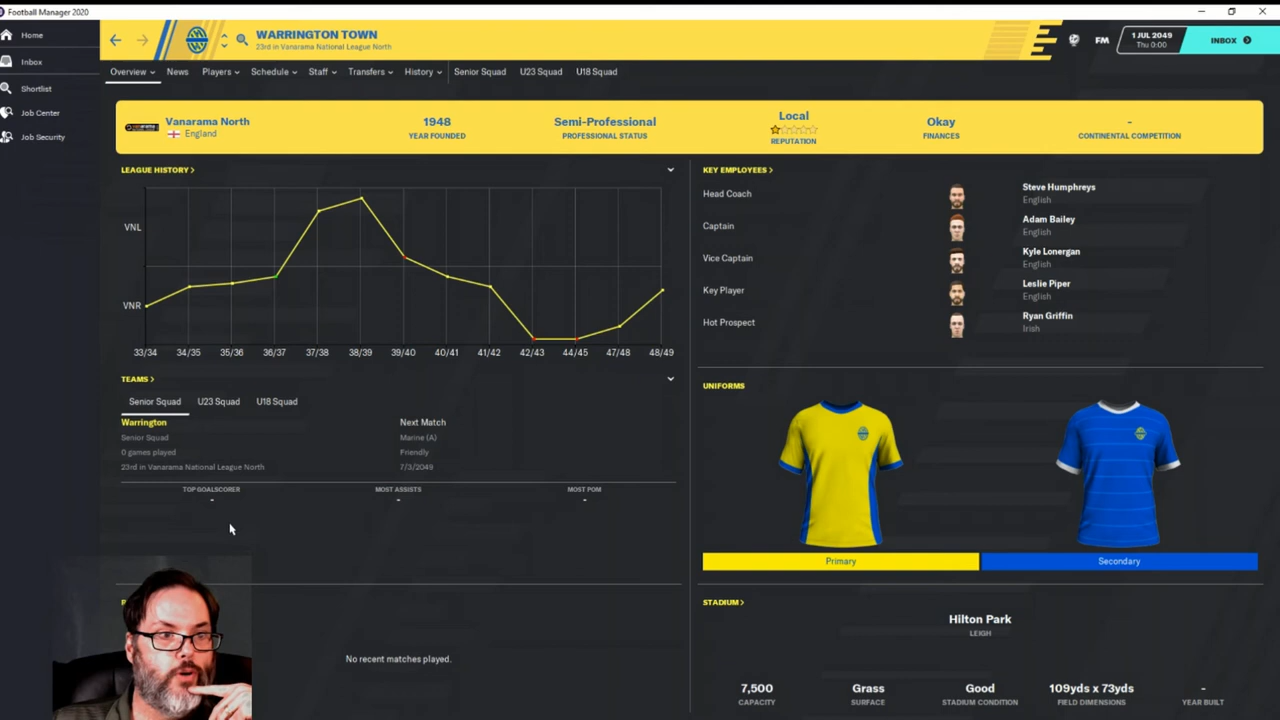 Football Manager 2020
Home
Inbox
Shortlist
Job Center
Job Security
WARRINGTON TOWN
23rd in Vanarama National League North
FM
1 JUL 2049
Thu 0:00
INBOX
Overview
News
Players
Schedule
Staff
Transfers
History
Senior Squad
U23 Squad
U18 Squad
Vanarama North
England
1948
YEAR FOUNDED
Semi-Professional
PROFESSIONAL STATUS
Local
REPUTATION
Okay
FINANCES
-
CONTINENTAL COMPETITION
LEAGUE HISTORY >
VNL
VNR
33/34 34/35 35/36 36/37 37/38 38/39 39/40 40/41 41/42 42/43 44/45 47/48 48/49
TEAMS >
Senior Squad U23 Squad U18 Squad
Warrington
Senior Squad
0 games played
23rd in Vanarama National League North
Next Match
Marine (A)
Friendly
7/3/2049
TOP GOALSCORER
-
MOST ASSISTS
-
MOST POM
-
No recent matches played.
KEY EMPLOYEES >
Head Coach
Steve Humphreys
English
Captain
Adam Bailey
English
Vice Captain
Kyle Lonergan
English
Key Player
Leslie Piper
English
Hot Prospect
Ryan Griffin
Irish
UNIFORMS
Primary
Secondary
STADIUM >
Hilton Park
LEIGH
7,500
CAPACITY
Grass
SURFACE
Good
STADIUM CONDITION
109yds x 73yds
FIELD DIMENSIONS
-
YEAR BUILT